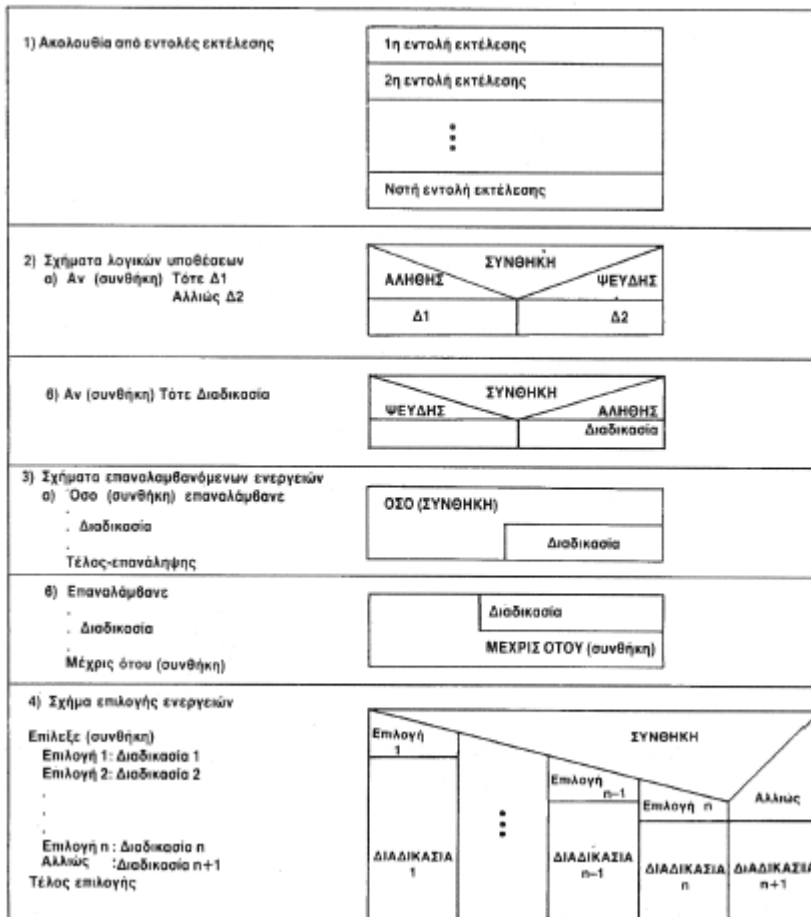 1) Ακολουθία από εντολές εκτέλεσης
1η εντολή εκτέλεσης
2η εντολή εκτέλεσης
Νστή εντολή εκτέλεσης
2) Σχήματα λογικών υποθέσεων
α) Αν (συνθήκη) Τότε Δ1
Αλλιώς Δ2
ΣΥΝΘΗΚΗ
ΑΛΗΘΗΣ
ΨΕΥΔΗΣ
Δ1
Δ2
β) Αν (συνθήκη) Τότε Διαδικασία
ΣΥΝΘΗΚΗ
ΨΕΥΔΗΣ
ΑΛΗΘΗΣ
Διαδικασία
3) Σχήματα επαναλαμβανόμενων ενεργειών
α) Όσο (συνθήκη) επαναλάμβανε
.
. Διαδικασία
.
Τέλος-επανάληψης
ΟΣΟ (ΣΥΝΘΗΚΗ)
Διαδικασία
β) Επαναλάμβανε
.
. Διαδικασία
.
Μέχρις ότου (συνθήκη)
Διαδικασία
ΜΕΧΡΙΣ ΟΤΟΥ (συνθήκη)
4) Σχήμα επιλογής ενεργειών
Επίλεξε (συνθήκη)
Επιλογή 1: Διαδικασία 1
Επιλογή 2: Διαδικασία 2
.
.
.
Επιλογή n : Διαδικασία n
Αλλιώς :Διαδικασία n+1
Τέλος επιλογής
ΣΥΝΘΗΚΗ
Επιλογή
1
Επιλογή
n–1
Επιλογή n
Αλλιώς
ΔΙΑΔΙΚΑΣΙΑ
1
ΔΙΑΔΙΚΑΣΙΑ
n–1
ΔΙΑΔΙΚΑΣΙΑ
n
ΔΙΑΔΙΚΑΣΙΑ
n+1